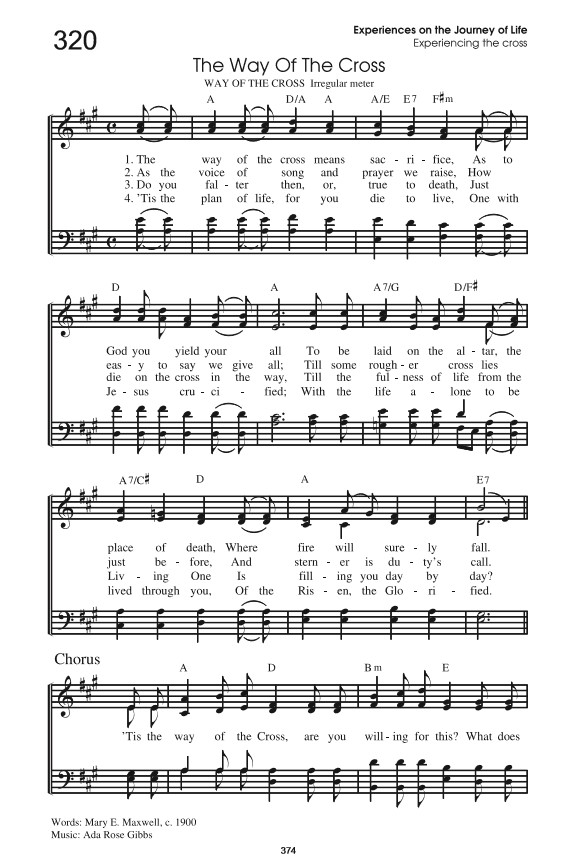 320
Experiences on the Journey of Life
Experiencing the cross
The Way Of The Cross
WAY OF THE CROSS Irregular meter
A D/A A A/E E7 F#m
1. The way of the cross means sac - ri - fice, As to
2. As the voice of song and prayer we raise, How
3. Do you fal - ter then, or, true to death, Just
4. 'Tis the plan of life, for you die to live, One with
D A A7/G D/F#
God you yield your all To be laid on the al - tar, the
eas - y to say we give all; Till some rough - er cross lies
die on the cross in the way, Till the ful - ness of life from the
Je - sus cru - ci - fied; With the life a - lone to be
A7/C# D A E7
place of death, Where fire will sure - ly fall.
just be - fore, And stern - er is du - ty's call.
Liv - ing One Is fill - ing you day by day?
lived through you, Of the Ris - en, the Glo - ri - fied.
Chorus
A D Bm E
'Tis the way of the Cross, are you will - ing for this? What does
Words: Mary E. Maxwell, c. 1900
Music: Ada Rose Gibbs
374